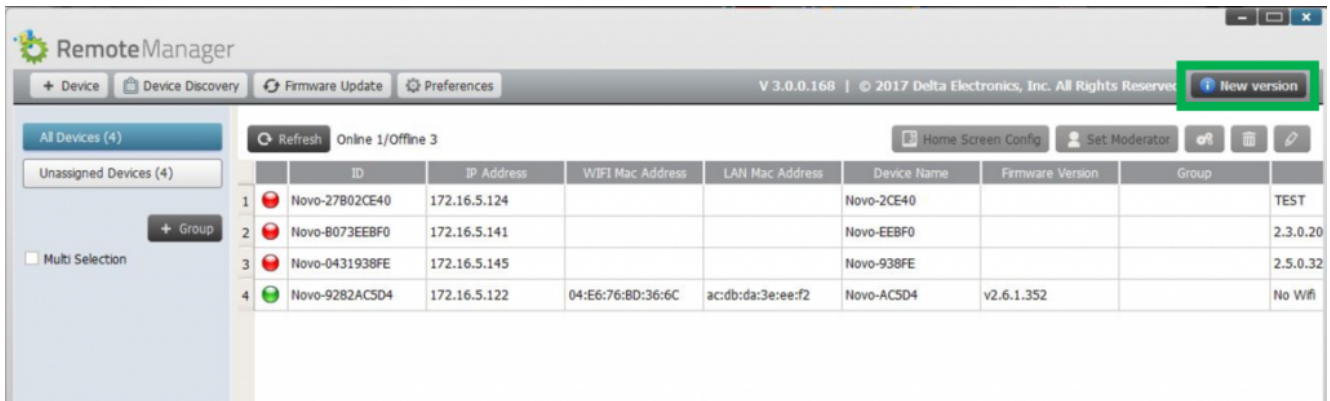 RemoteManager
+ Device Device Discovery Firmware Update Preferences V 3.0.0.168 | © 2017 Delta Electronics, Inc. All Rights Reserved New version
All Devices (4)
Unassigned Devices (4)
+ Group
Multi Selection
Refresh Online 1/Offline 3 Home Screen Config Set Moderator
ID IP Address WIFI Mac Address LAN Mac Address Device Name Firmware Version Group
1 Novo-27B02CE40 172.16.5.124 Novo-2CE40 TEST
2 Novo-B073EEBF0 172.16.5.141 Novo-EEBF0 2.3.0.20
3 Novo-0431938FE 172.16.5.145 Novo-938FE 2.5.0.32
4 Novo-9282AC5D4 172.16.5.122 04:E6:76:BD:36:6C ac:db:da:3e:ee:f2 Novo-AC5D4 v2.6.1.352 No Wifi